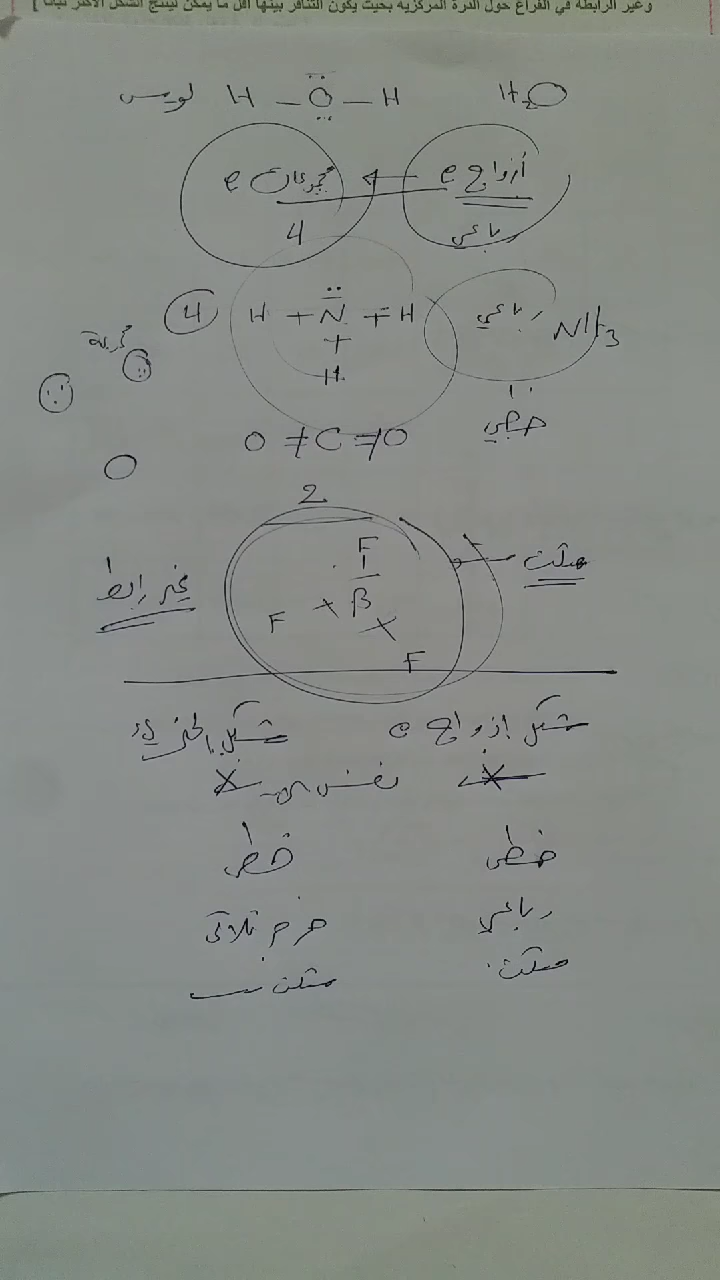 وغير الرابطة في الفراغ حول الذرة المركزية بحيث يكون التنافر بينها أقل ما يمكن لينتج الشكل الأكثر ثباتاً ]
H₂O H – O – H لويس
أزواج e ← مجموعات e
رباعي 4
NH₃ رباعي H N H 4
H
خطي O C O
2
مثلث F
غير رابط B
F
F
شكل أزواج e شكل الجزيء
نفس
خطي خطي
رباعي هرم ثلاثي
مثلث مثلث